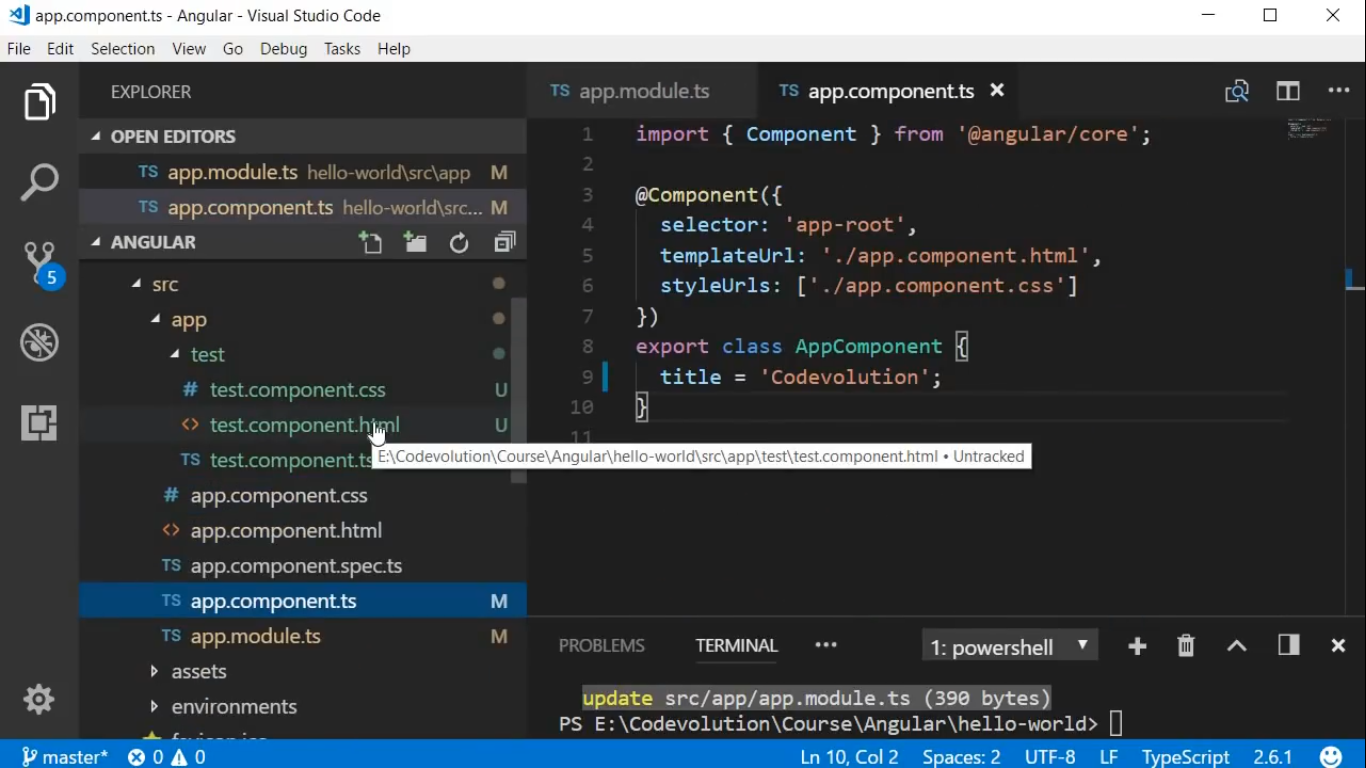 app.component.ts - Angular - Visual Studio Code
File Edit Selection View Go Debug Tasks Help
EXPLORER
OPEN EDITORS
TS app.module.ts hello-world\src\app M
TS app.component.ts hello-world\src... M
ANGULAR
5
src
app
test
# test.component.css U
<> test.component.html U
TS test.component.ts
E:\Codevolution\Course\Angular\hello-world\src\app\test\test.component.html • Untracked
# app.component.css
<> app.component.html
TS app.component.spec.ts
TS app.component.ts M
TS app.module.ts M
assets
environments
TS app.module.ts TS app.component.ts
1 import { Component } from '@angular/core';
2
3 @Component({
4 selector: 'app-root',
5 templateUrl: './app.component.html',
6 styleUrls: ['./app.component.css']
7 })
8 export class AppComponent {
9 title = 'Codevolution';
10 }
11
PROBLEMS TERMINAL ••• 1: powershell
update src/app/app.module.ts (390 bytes)
PS E:\Codevolution\Course\Angular\hello-world>
master* 0 0 Ln 10, Col 2 Spaces: 2 UTF-8 LF TypeScript 2.6.1